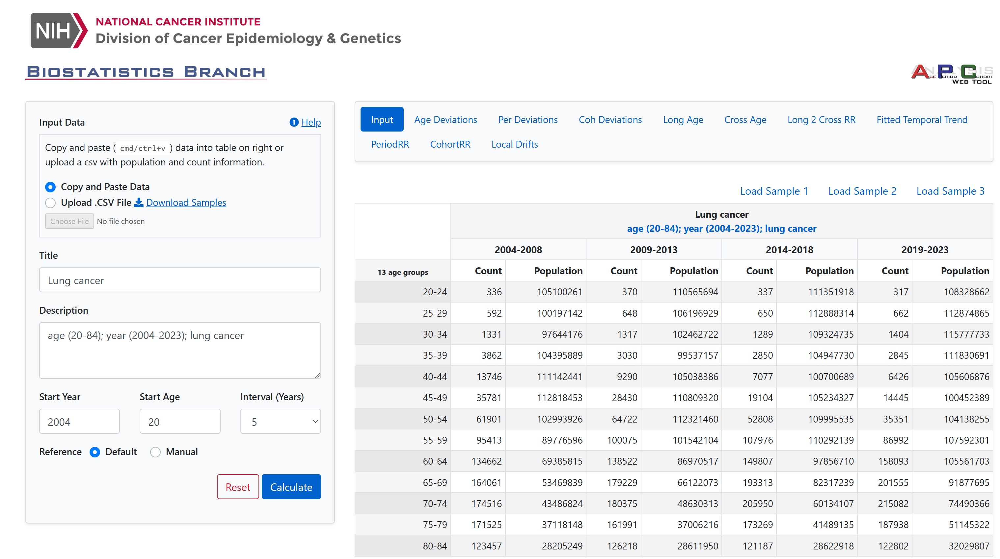 NIH
NATIONAL CANCER INSTITUTE
Division of Cancer Epidemiology & Genetics
BIOSTATISTICS BRANCH
ANALYSIS
AGE PERIOD COHORT
WEB TOOL
Input Data
Help
Copy and paste ( cmd/ctrl+v ) data into table on right or
upload a csv with population and count information.
Copy and Paste Data
Upload .CSV File Download Samples
Choose File No file chosen
Title
Lung cancer
Description
age (20-84); year (2004-2023); lung cancer
Start Year Start Age Interval (Years)
2004 20 5
Reference Default Manual
Reset Calculate
Input Age Deviations Per Deviations Coh Deviations Long Age Cross Age Long 2 Cross RR Fitted Temporal Trend
PeriodRR CohortRR Local Drifts
Load Sample 1 Load Sample 2 Load Sample 3
Lung cancer
age (20-84); year (2004-2023); lung cancer
2004-2008 2009-2013 2014-2018 2019-2023
13 age groups Count Population Count Population Count Population Count Population
20-24 336 105100261 370 110565694 337 111351918 317 108328662
25-29 592 100197142 648 106196929 650 112888314 662 112874865
30-34 1331 97644176 1317 102462722 1289 109324735 1404 115777733
35-39 3862 104395889 3030 99537157 2850 104947730 2845 111830691
40-44 13746 111142441 9290 105038386 7077 100700689 6426 105606876
45-49 35781 112818453 28430 110809320 19104 105234327 14445 100452389
50-54 61901 102993926 64722 112321460 52808 109995535 35351 104138255
55-59 95413 89776596 100075 101542104 107976 110292139 86992 107592301
60-64 134662 69385815 138522 86970517 149807 97856710 158093 105561703
65-69 164061 53469839 179229 66122073 193313 82317239 201555 91877695
70-74 174516 43486824 180375 48630313 205950 60134107 215082 74490366
75-79 171525 37118148 161991 37006216 173269 41489135 187938 51145322
80-84 123457 28205249 126218 28611950 121187 28622918 122802 32029807